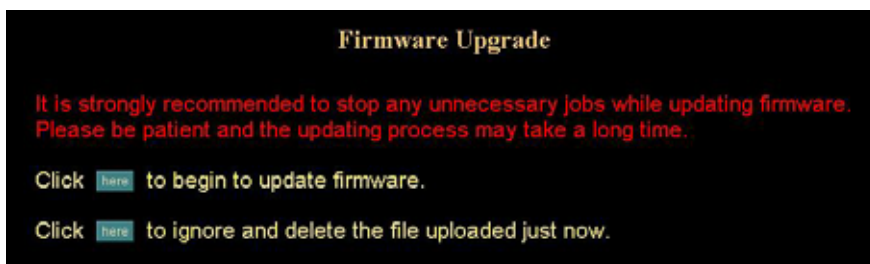 Firmware Upgrade
It is strongly recommended to stop any unnecessary jobs while updating firmware.
Please be patient and the updating process may take a long time.
Click here to begin to update firmware.
Click here to ignore and delete the file uploaded just now.